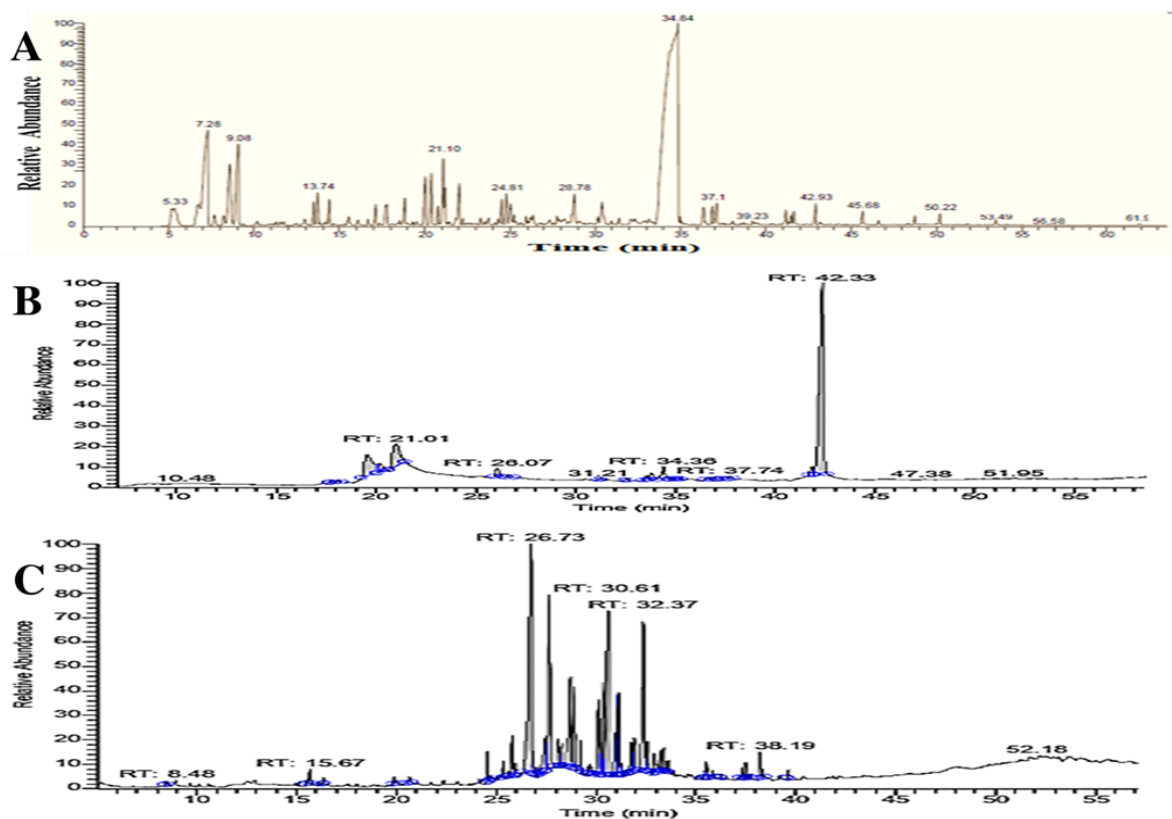 A
Relative Abundance
100
90
80
70
60
50
40
30
20
10
0
34.84
7.28
9.08
21.10
5.33
13.74
24.81
28.78
37.1
39.23
42.93
45.68
50.22
53.49
56.58
61.9
0 5 10 15 20 25 30 35 40 45 50 55 60
Time (min)
B
Relative Abundance
100
90
80
70
60
50
40
30
20
10
0
RT: 42.33
RT: 21.01
RT: 26.07
RT: 34.36
10.48
31.21
RT: 37.74
47.38
51.95
10 15 20 25 30 35 40 45 50 55
Time (min)
C
Relative Abundance
100
90
80
70
60
50
40
30
20
10
0
RT: 26.73
RT: 30.61
RT: 32.37
RT: 38.19
RT: 15.67
RT: 8.48
52.18
10 15 20 25 30 35 40 45 50 55
Time (min)